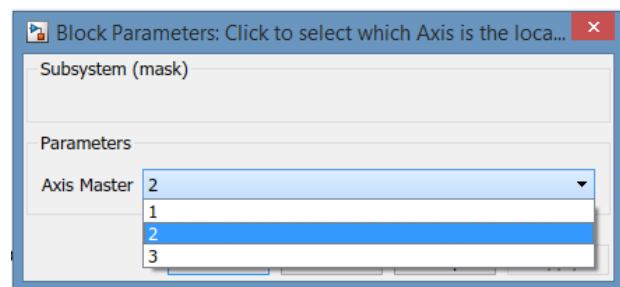 Block Parameters: Click to select which Axis is the loca...
Subsystem (mask)
Parameters
Axis Master 2
1
2
3